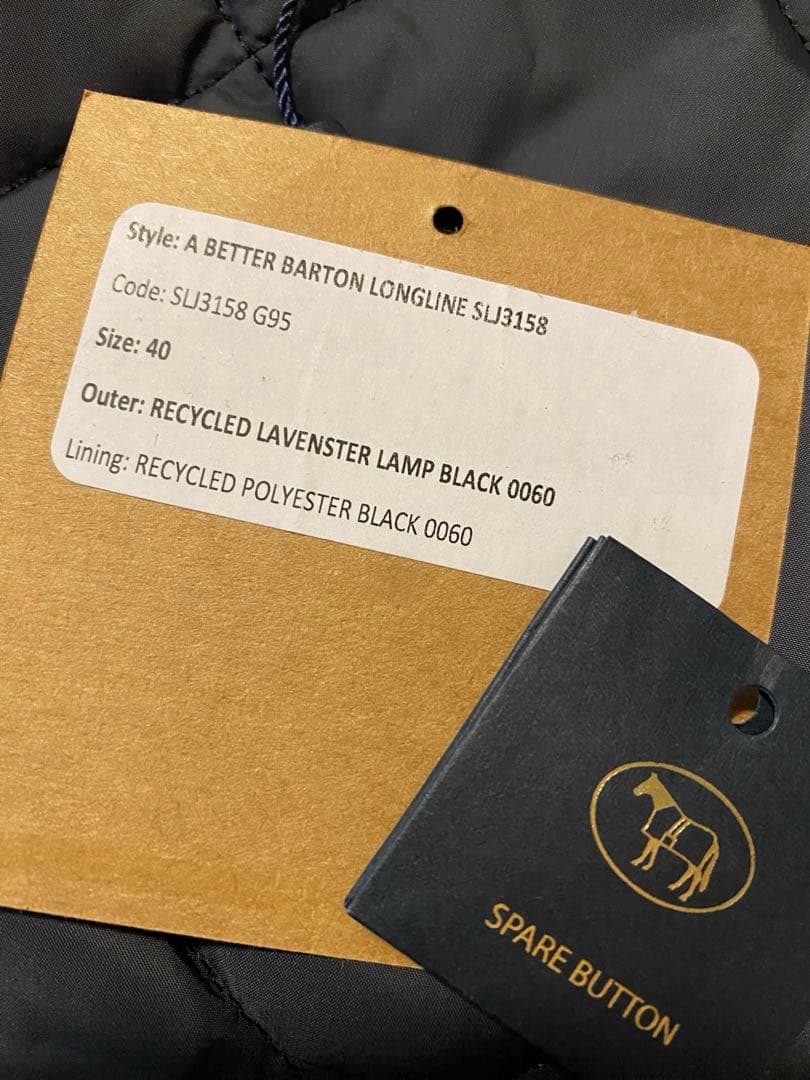 Style: A BETTER BARTON LONGLINE SLJ3158
Code: SLJ3158 G95
Size: 40
Outer: RECYCLED LAVENSTER LAMP BLACK 0060
Lining: RECYCLED POLYESTER BLACK 0060
SPARE BUTTON